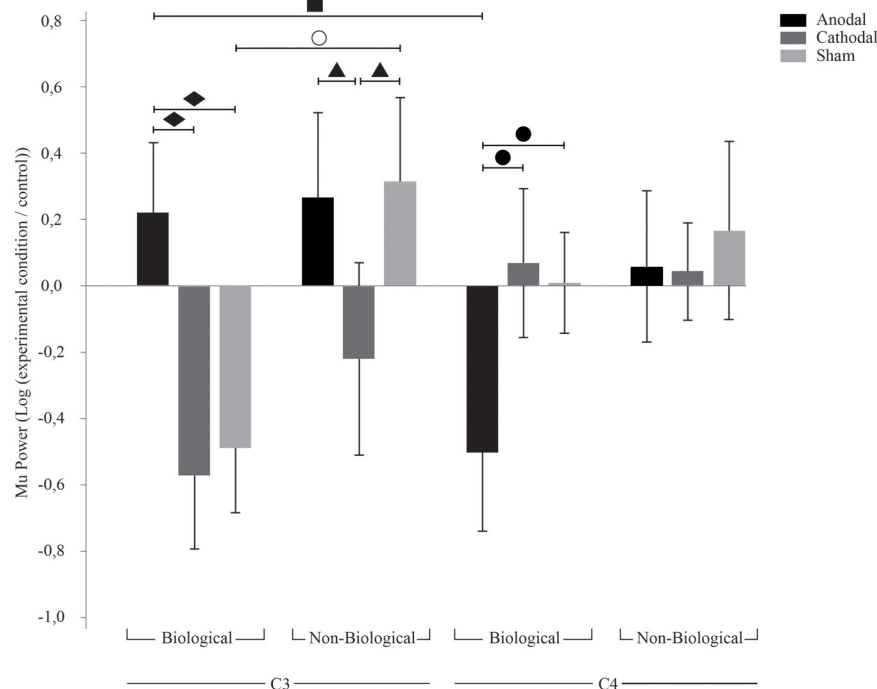 Anodal
Cathodal
Sham
Mu Power (Log (experimental condition / control))
0,8
0,6
0,4
0,2
0,0
-0,2
-0,4
-0,6
-0,8
-1,0
Biological Non-Biological Biological Non-Biological
C3 C4